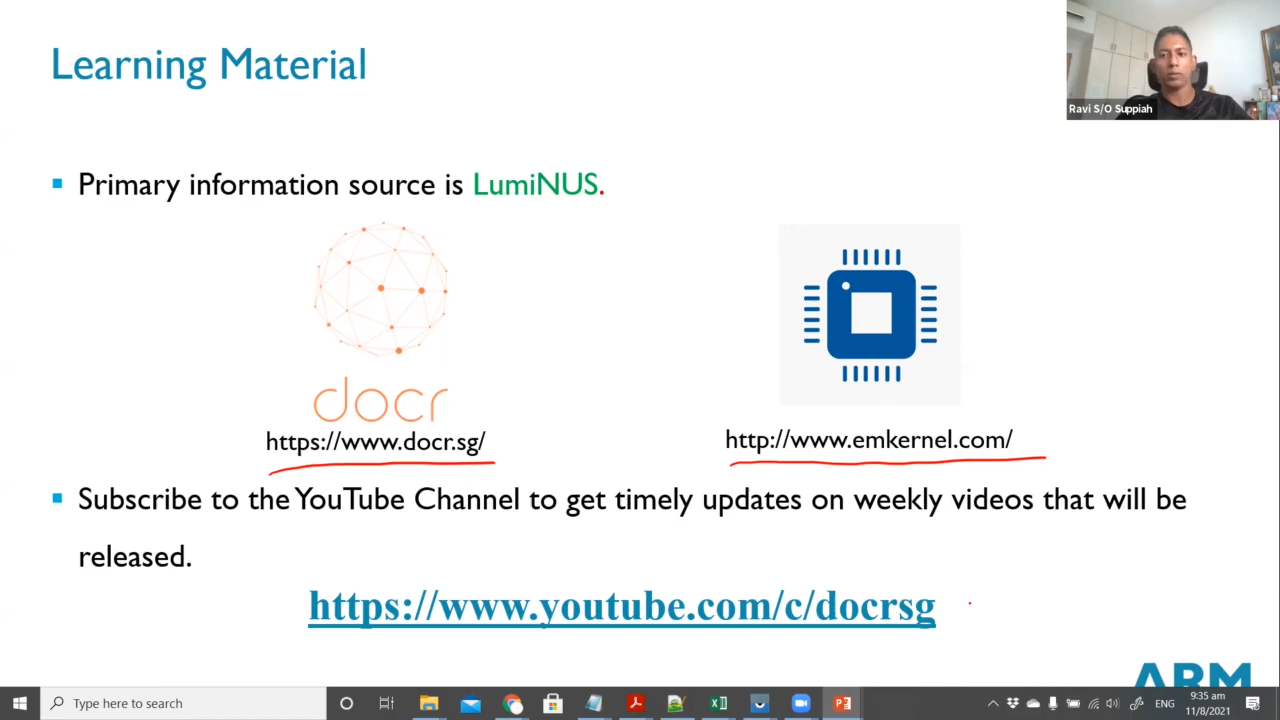 Learning Material
Ravi S/O Suppiah
Primary information source is LumiNUS.
docr
https://www.docr.sg/
http://www.emkernel.com/
Subscribe to the YouTube Channel to get timely updates on weekly videos that will be
released.
https://www.youtube.com/c/docrsg
ARM
Type here to search
ENG
9:35 am
11/8/2021